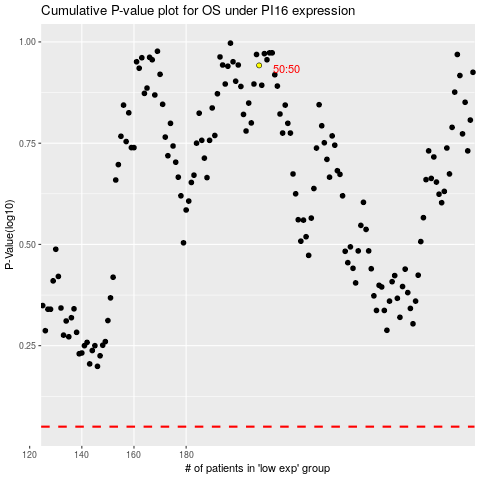 Cumulative P-value plot for OS under PI16 expression
1.00
50:50
0.75
P-Value(log10)
0.50
0.25
120 140 160 180
# of patients in 'low exp' group